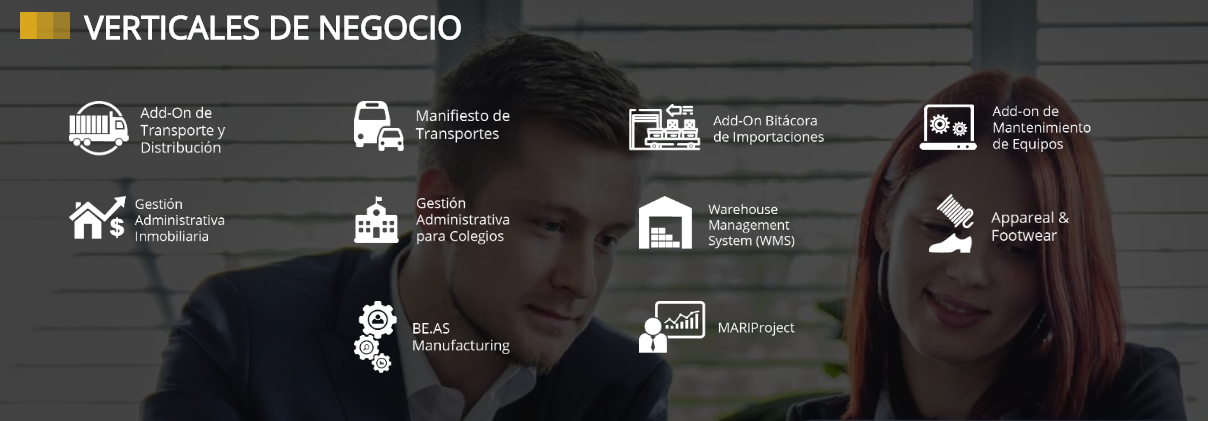 VERTICALES DE NEGOCIO
Add-On de
Transporte y
Distribución
Manifiesto de
Transportes
Add-On Bitácora
de Importaciones
Add-on de
Mantenimiento
de Equipos
Gestión
Administrativa
Inmobiliaria
$
Gestión
Administrativa
para Colegios
Warehouse
Management
System (WMS)
Appareal &
Footwear
BE.AS
Manufacturing
MARIProject